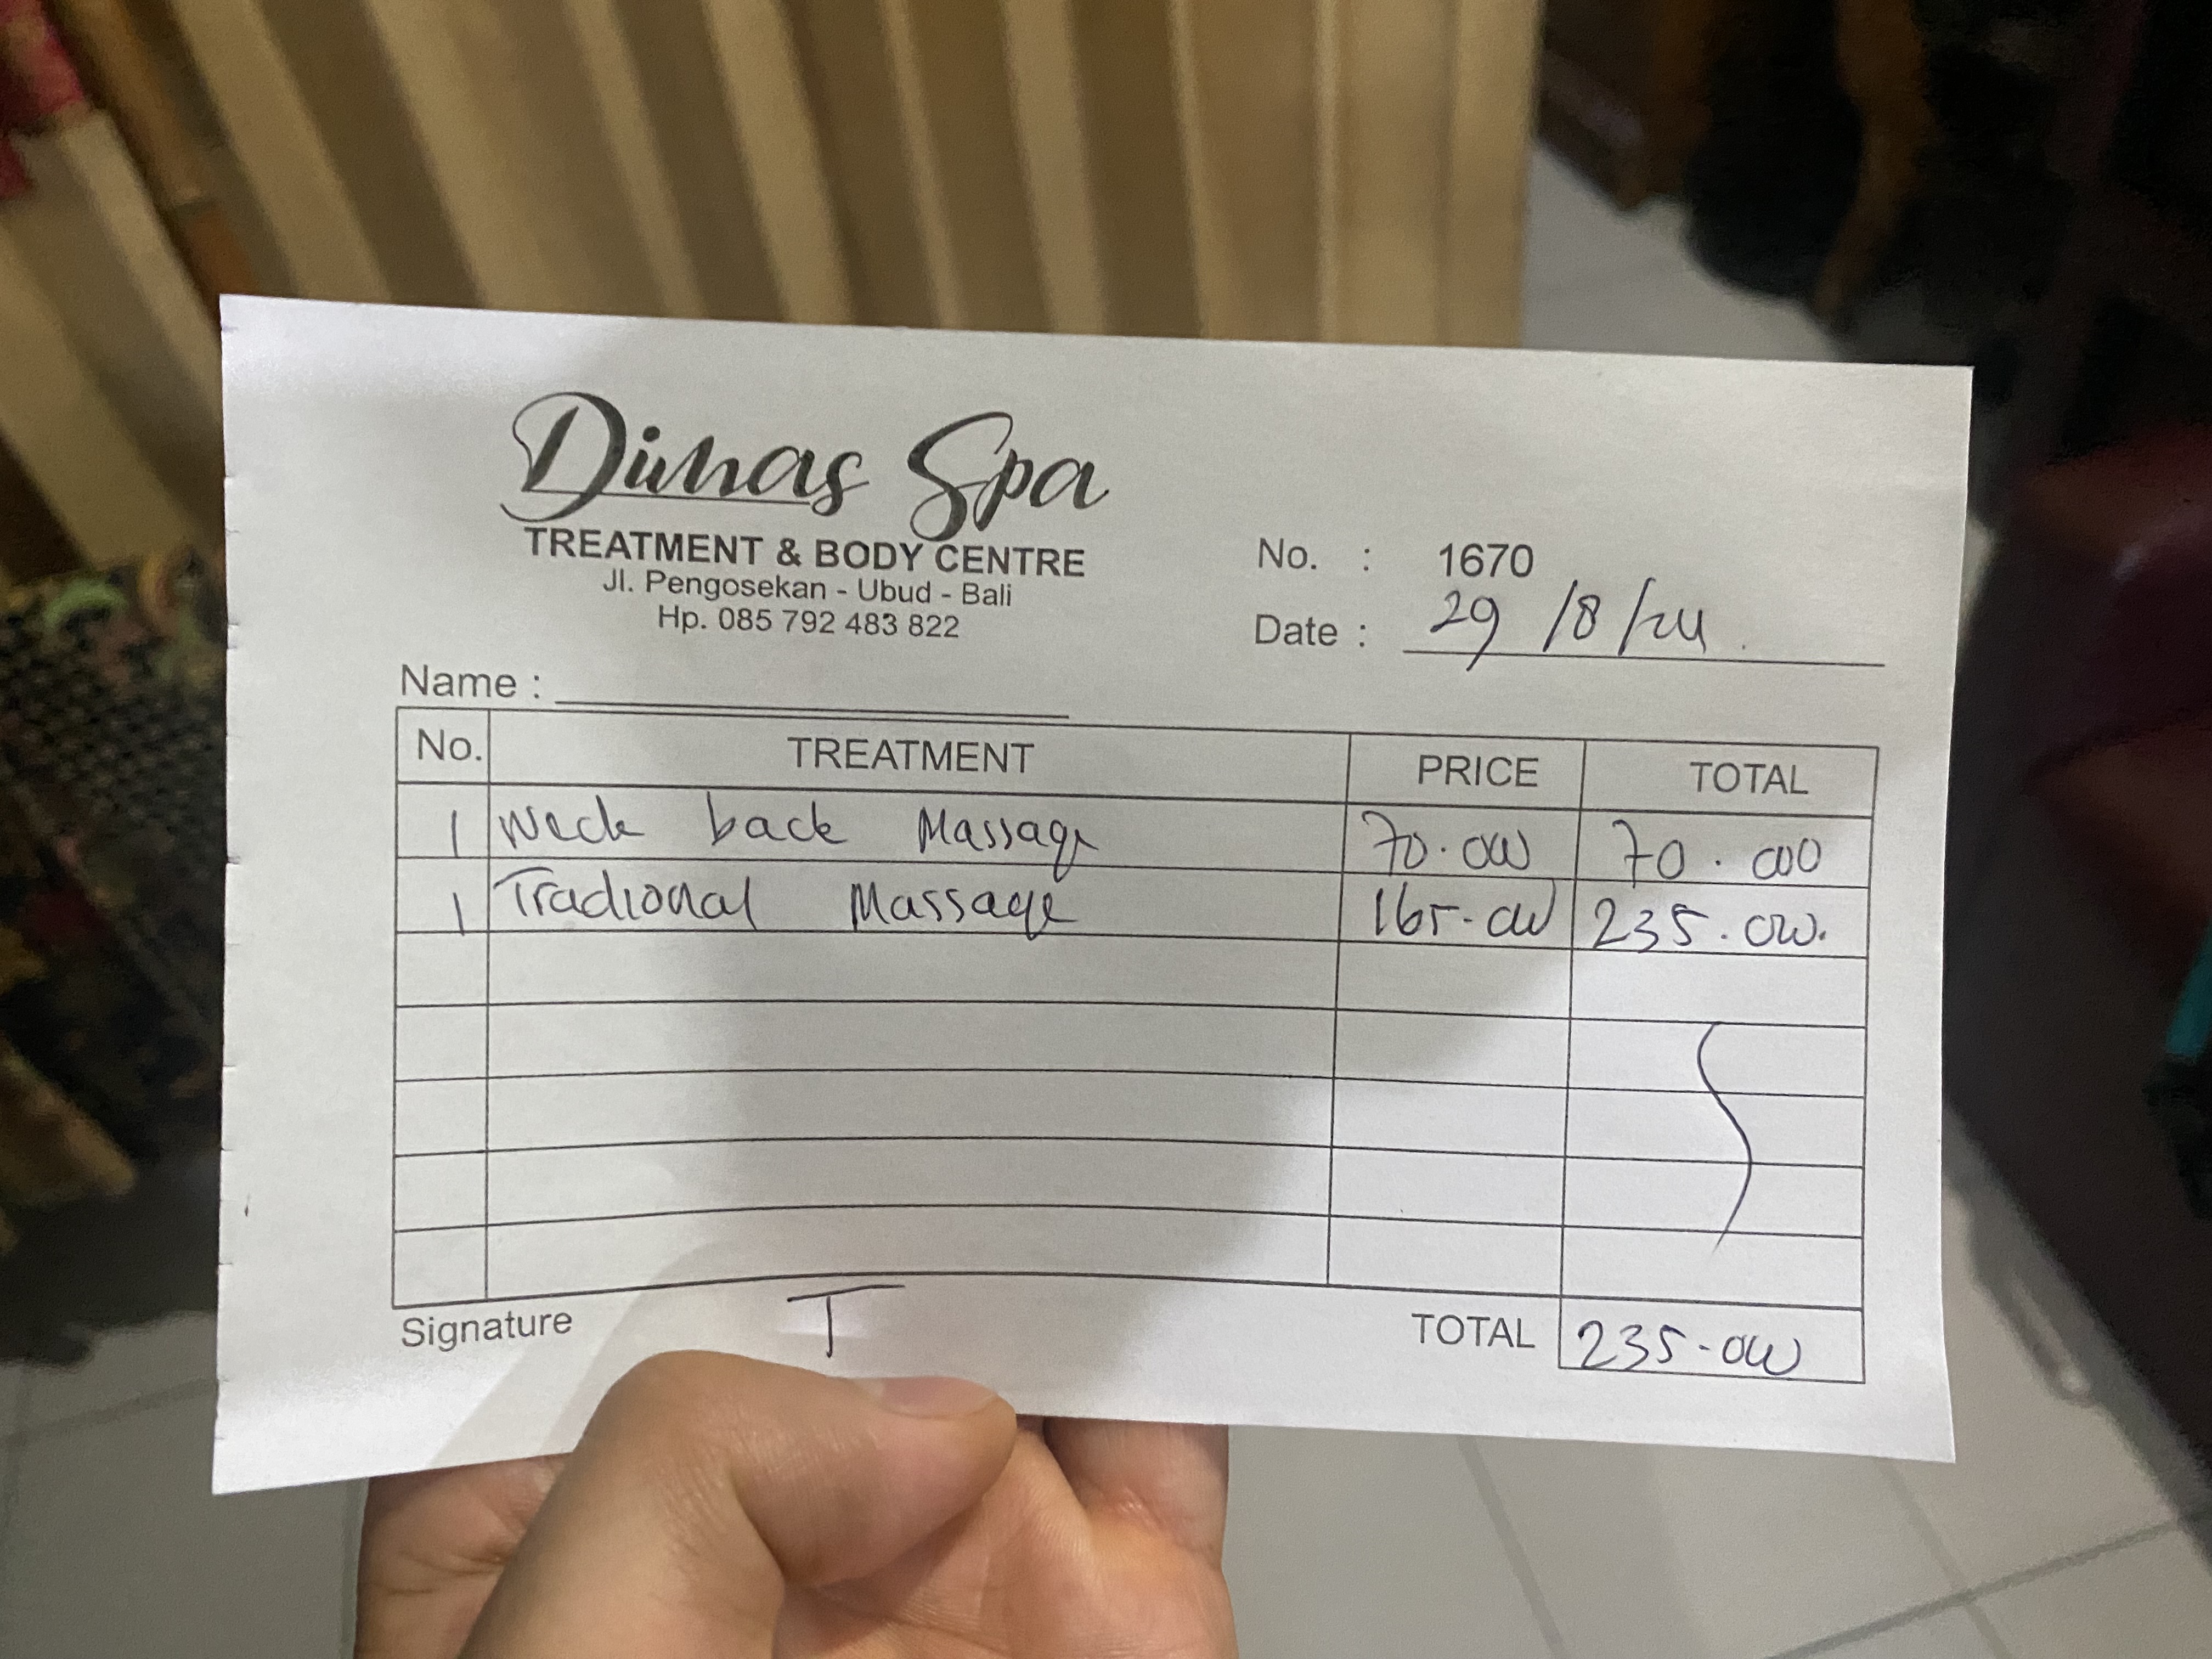 Dimas Spa
TREATMENT & BODY CENTRE
Jl. Pengosekan - Ubud - Bali
Hp. 085 792 483 822
No. : 1670
Date : 29/8/24.
Name :
No. TREATMENT PRICE TOTAL
1 Neck back Massage 70.000 70.000
1 Tradional Massage 165.000 235.000.
Signature T TOTAL 235.000